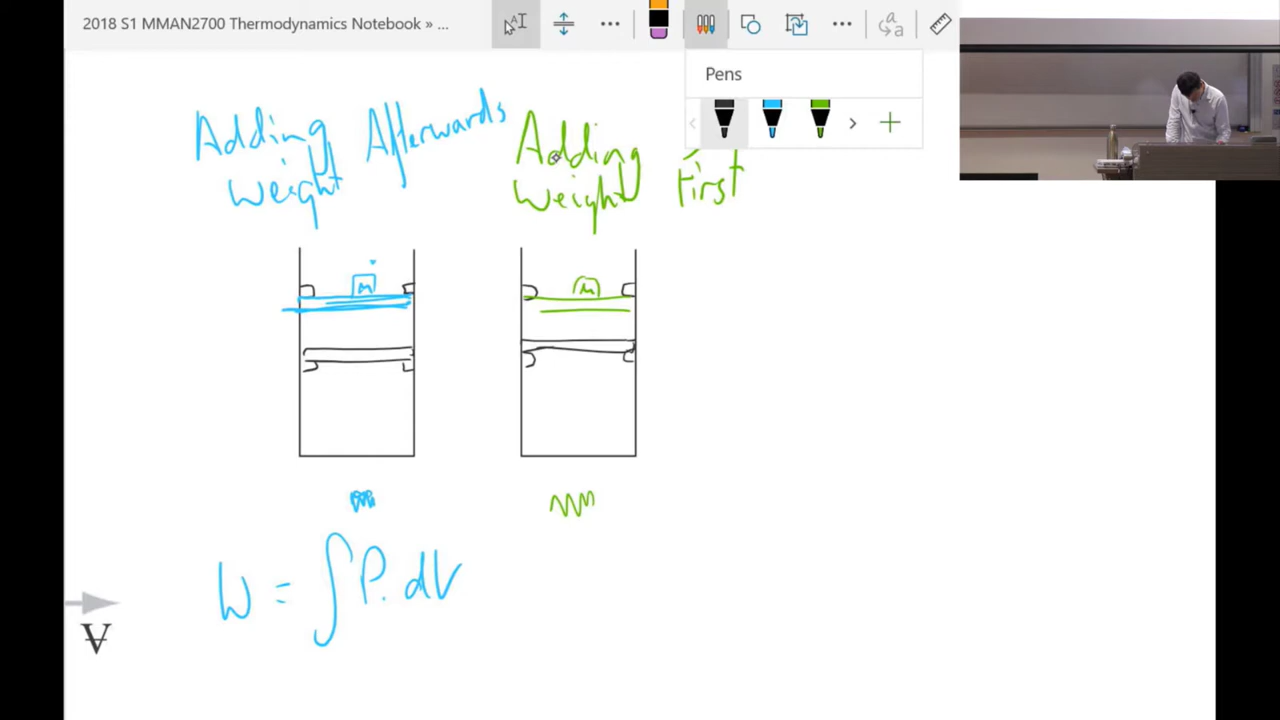 2018 S1 MMAN2700 Thermodynamics Notebook » ...
Pens
Adding Afterwards
Weight
Adding
Weight First
m
m
W = ∫ P. dV
V